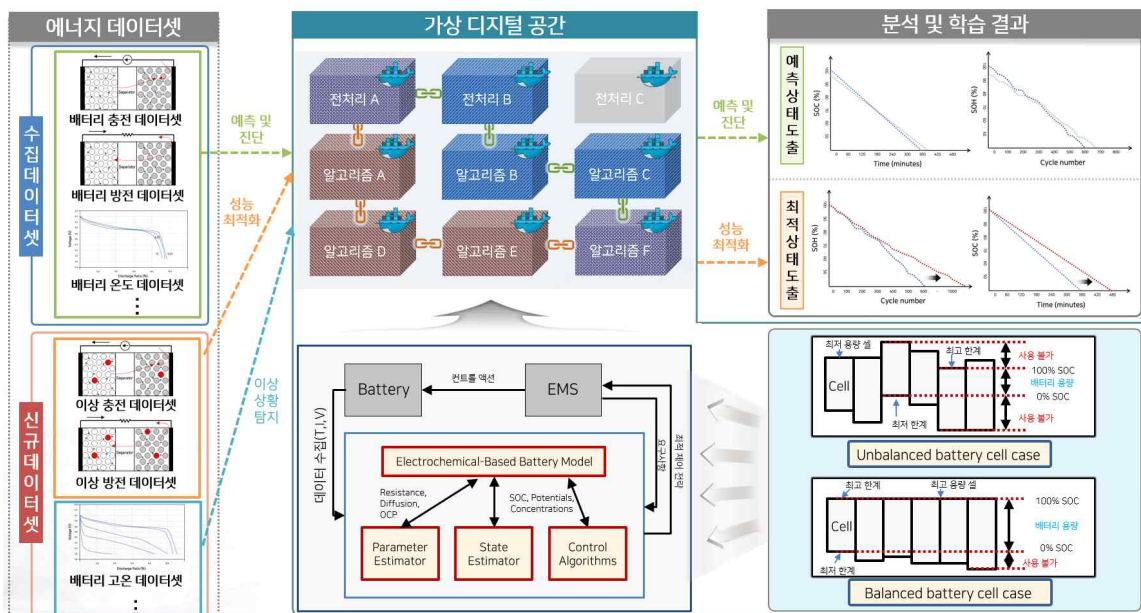 에너지 데이터셋
수집데이터셋
Separator
배터리 충전 데이터셋
Separator
배터리 방전 데이터셋
Voltage (V)
Discharge Ratio (%)
배터리 온도 데이터셋
신규데이터셋
Separator
이상 충전 데이터셋
Separator
이상 방전 데이터셋
Discharge Ratio (%)
배터리 고온 데이터셋
예측 및
진단
성능
최적화
이상
상황
탐지
가상 디지털 공간
전처리 A
전처리 B
전처리 C
알고리즘 A
알고리즘 B
알고리즘 C
알고리즘 D
알고리즘 E
알고리즘 F
Battery
컨트롤 액션
EMS
데이터 수집(T,I,V)
요구사항
최적 제어 전략
Electrochemical-Based Battery Model
Resistance,
Diffusion,
OCP
SOC, Potentials,
Concentrations
Parameter
Estimator
State
Estimator
Control
Algorithms
예측 및
진단
성능
최적화
분석 및 학습 결과
예측상태도출
SOC (%)
Time (minutes)
SOH (%)
Cycle number
최적상태도출
SOH (%)
Cycle number
SOC (%)
Time (minutes)
최저 용량 셀
최고 한계
사용 불가
100% SOC
Cell
배터리 용량
0% SOC
최저 한계
사용 불가
Unbalanced battery cell case
최고 한계
최고 용량 셀
100% SOC
Cell
배터리 용량
0% SOC
최저 한계
사용 불가
Balanced battery cell case